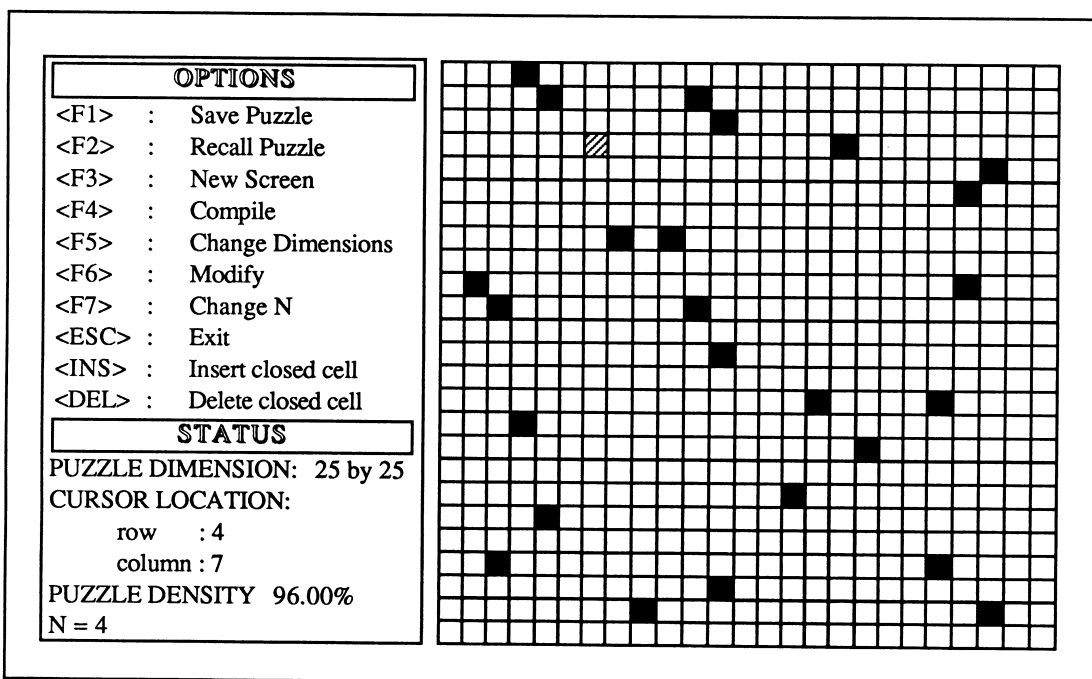 OPTIONS
<F1> : Save Puzzle
<F2> : Recall Puzzle
<F3> : New Screen
<F4> : Compile
<F5> : Change Dimensions
<F6> : Modify
<F7> : Change N
<ESC> : Exit
<INS> : Insert closed cell
<DEL> : Delete closed cell
STATUS
PUZZLE DIMENSION: 25 by 25
CURSOR LOCATION:
row : 4
column : 7
PUZZLE DENSITY 96.00%
N = 4